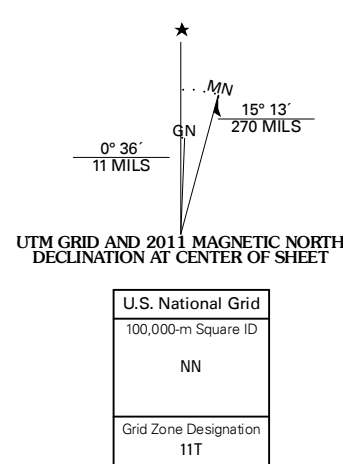 MN
GN
15° 13´
270 MILS
0° 36´
11 MILS
UTM GRID AND 2011 MAGNETIC NORTH
DECLINATION AT CENTER OF SHEET
U.S. National Grid
100,000-m Square ID
NN
Grid Zone Designation
11T